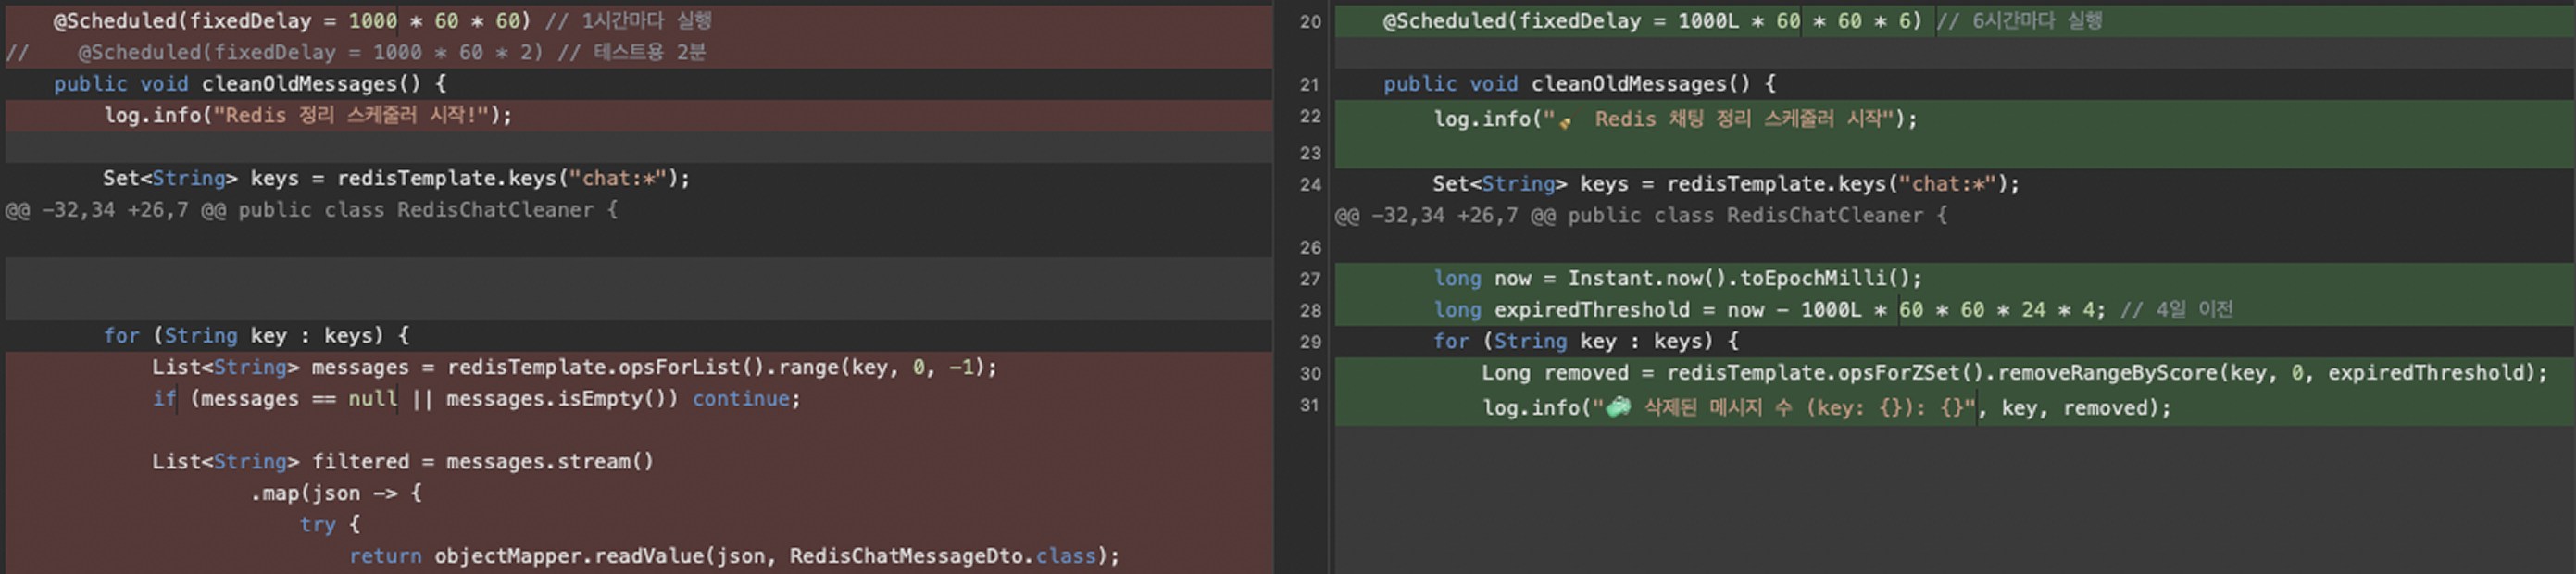 @Scheduled(fixedDelay = 1000 * 60 * 60) // 1시간마다 실행
//    @Scheduled(fixedDelay = 1000 * 60 * 2) // 테스트용 2분
public void cleanOldMessages() {
log.info("Redis 정리 스케줄러 시작!");
Set<String> keys = redisTemplate.keys("chat:*");
@@ -32,34 +26,7 @@ public class RedisChatCleaner {
for (String key : keys) {
List<String> messages = redisTemplate.opsForList().range(key, 0, -1);
if (messages == null || messages.isEmpty()) continue;
List<String> filtered = messages.stream()
.map(json -> {
try {
return objectMapper.readValue(json, RedisChatMessageDto.class);
20 @Scheduled(fixedDelay = 1000L * 60 * 60 * 6) // 6시간마다 실행
21 public void cleanOldMessages() {
22 log.info("🧹 Redis 채팅 정리 스케줄러 시작");
23
24 Set<String> keys = redisTemplate.keys("chat:*");
@@ -32,34 +26,7 @@ public class RedisChatCleaner {
26
27 long now = Instant.now().toEpochMilli();
28 long expiredThreshold = now - 1000L * 60 * 60 * 24 * 4; // 4일 이전
29 for (String key : keys) {
30 Long removed = redisTemplate.opsForZSet().removeRangeByScore(key, 0, expiredThreshold);
31 log.info("🧼 삭제된 메시지 수 (key: {}): {}", key, removed);